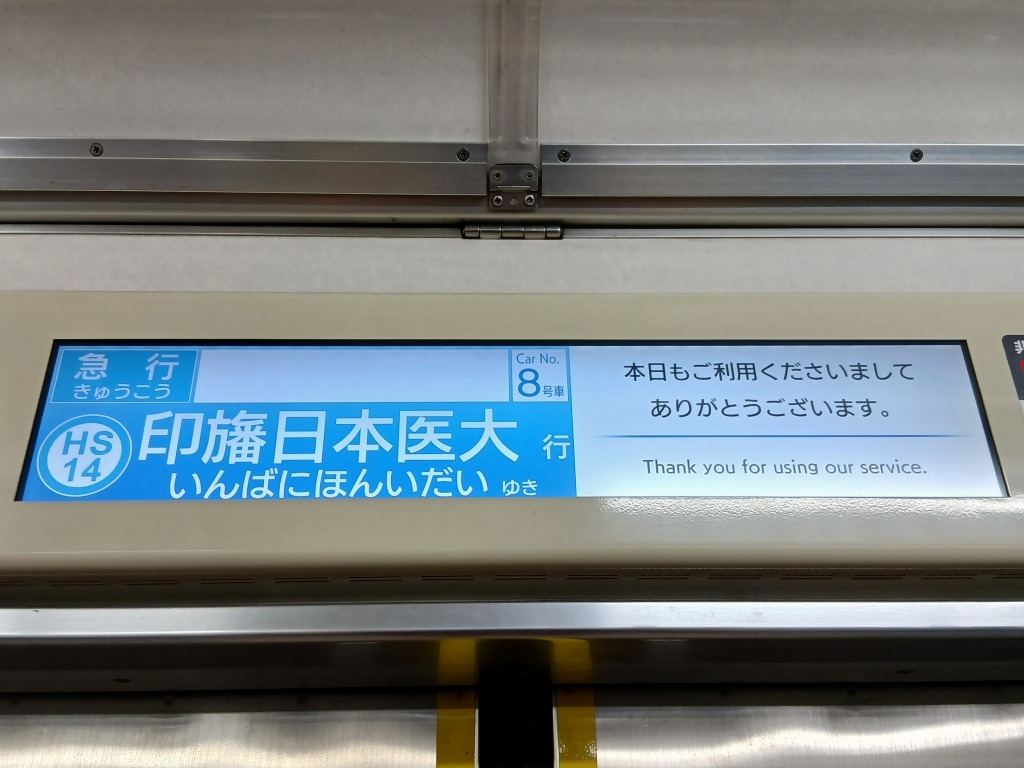 急行
きゅうこう
Car No.
8号車
HS
14
印旛日本医大 行
いんばにほんいだい ゆき
本日もご利用くださいまして
ありがとうございます。
Thank you for using our service.